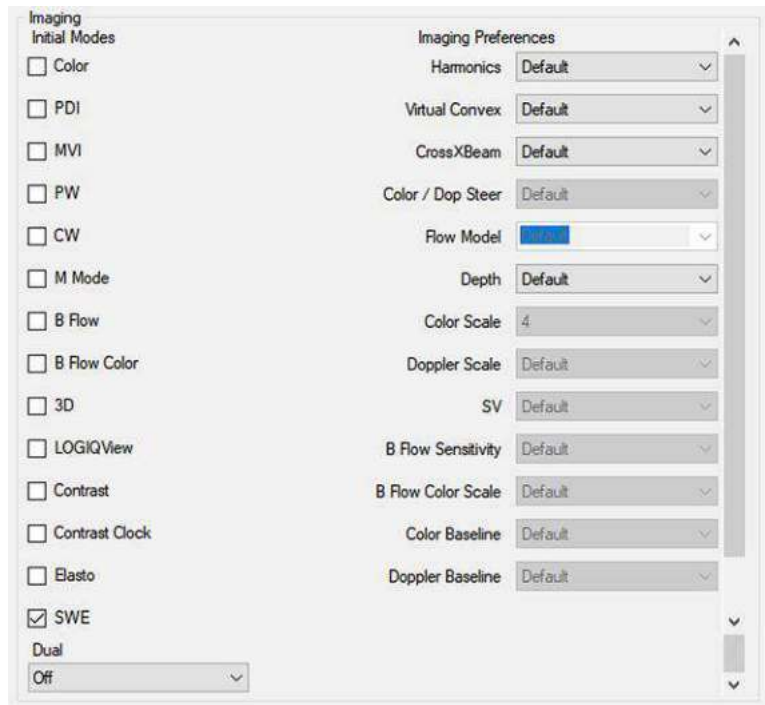 Imaging
Initial Modes Imaging Preferences
Color Harmonics Default
PDI Virtual Convex Default
MVI CrossXBeam Default
PW Color / Dop Steer Default
CW Flow Model Default
M Mode Depth Default
B Flow Color Scale 4
B Flow Color Doppler Scale Default
3D SV Default
LOGIQView B Flow Sensitivity Default
Contrast B Flow Color Scale Default
Contrast Clock Color Baseline Default
Elasto Doppler Baseline Default
SWE
Dual
Off